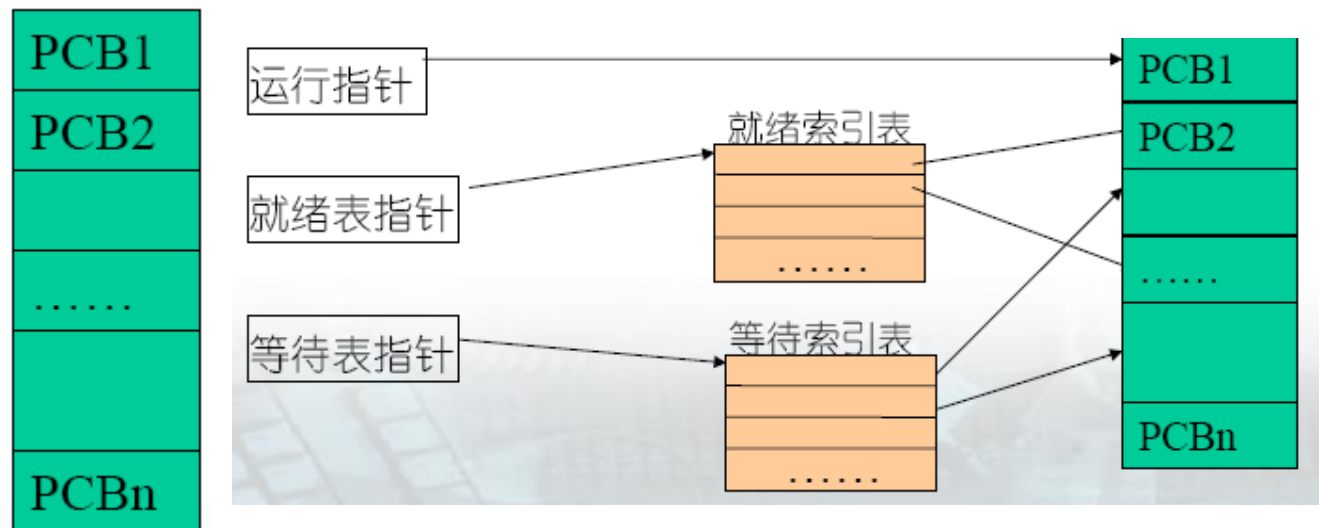 PCB1
PCB2
......
PCBn
运行指针
就绪表指针
等待表指针
就绪索引表
......
等待索引表
......
PCB1
PCB2
......
PCBn